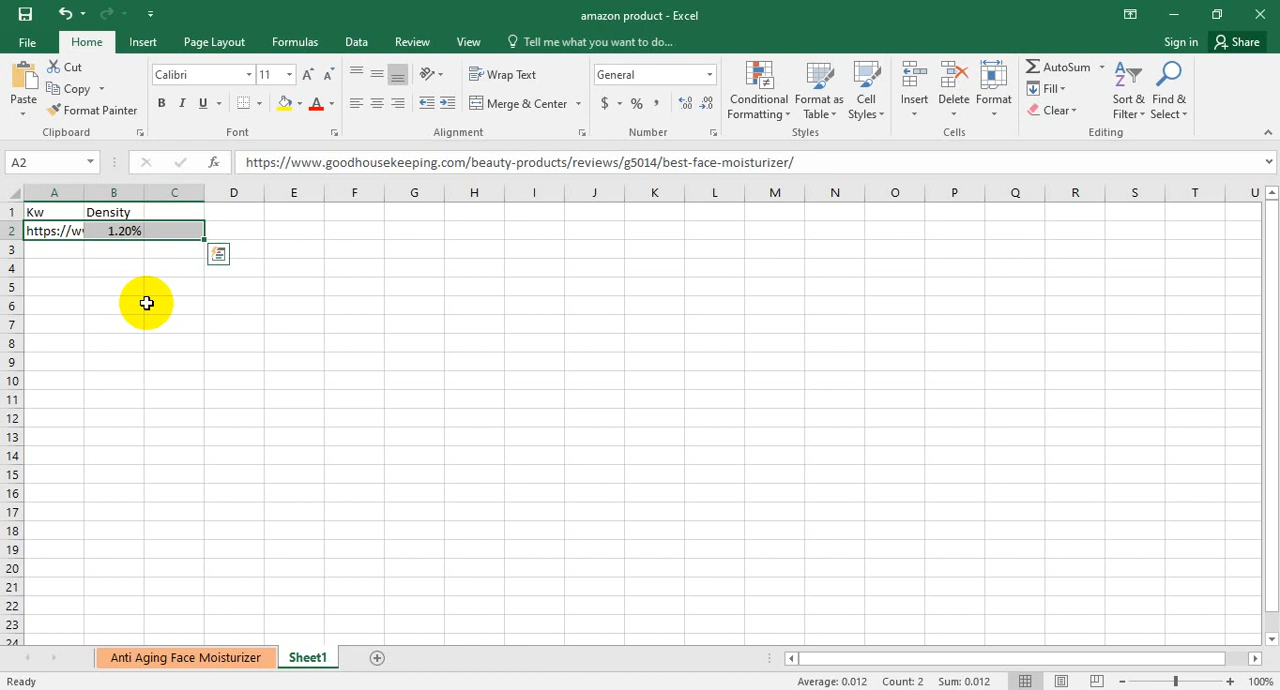 amazon product - Excel
File Home Insert Page Layout Formulas Data Review View Tell me what you want to do... Sign in Share
Cut
Copy
Format Painter
Paste
Clipboard
Calibri 11
B I U A
Font
Wrap Text
Merge & Center
Alignment
General
$ % ,
Number
Conditional Formatting
Format as Table
Cell Styles
Styles
Insert Delete Format
Cells
AutoSum
Fill
Clear
Sort & Filter
Find & Select
Editing
A2 fx https://www.goodhousekeeping.com/beauty-products/reviews/g5014/best-face-moisturizer/
A B C D E F G H I J K L M N O P Q R S T U
1 Kw Density
2 https://w 1.20%
3
4
5
6
7
8
9
10
11
12
13
14
15
16
17
18
19
20
21
22
23
24
Anti Aging Face Moisturizer Sheet1
Ready Average: 0.012 Count: 2 Sum: 0.012 100%